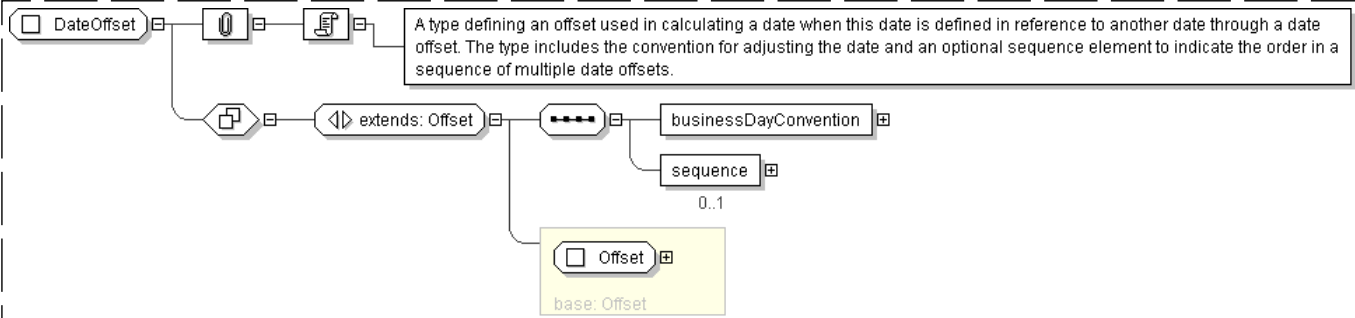 DateOffset
A type defining an offset used in calculating a date when this date is defined in reference to another date through a date
offset. The type includes the convention for adjusting the date and an optional sequence element to indicate the order in a
sequence of multiple date offsets.
extends: Offset
businessDayConvention
sequence
0..1
Offset
base: Offset